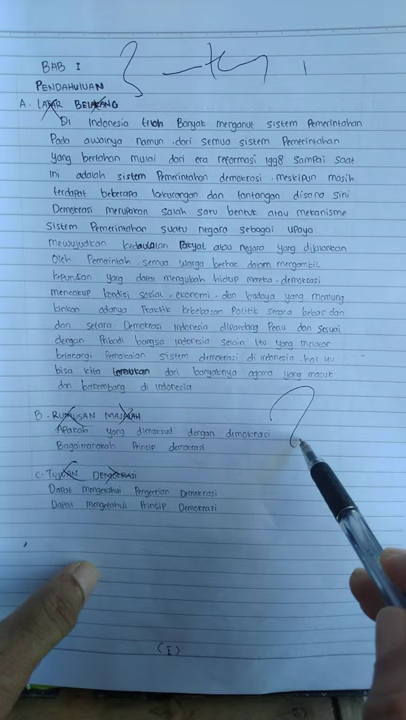 BAB I
PENDAHULUAN
A. LATAR BELAKANG
Di Indonesia telah Banyak menganut sistem Pemerintahan
Pada awalnya namun . dari semua sistem Pemerintahan
yang bertahan mulai dari era reformasi 1998 sampai saat
ini adalah sistem Pemerintahan demokrasi . meskipun masih
terdapat beberapa kekurangan dan tantangan disana sini
Demokrasi merupakan salah satu bentuk atau mekanisme
sistem Pemerintahan suatu negara sebagai upaya
mewujudkan kedaulatan Rakyat atau negara yang dijalankan
Oleh Pemerintah . semua warga berhak dalam mengambil
keputusan yang dapat mengubah hidup mereka . demokrasi
mencakup kondisi sosial . ekonomi . dan budaya yang memung
kinkan adanya Praktik kebebasan Politik secara bebas dan
dan setara. Demokrasi Indonesia dipandang Perlu dan sesuai
dengan Pribadi bangsa Indonesia selain itu yang
Pemakaian sistem demokrasi di indonesia . hal itu
bisa kita temukan dari banyaknya agama yang masuk
dan berkembang di indonesia
B. RUMUSAN MASALAH
Apakah yang dimaksud dengan demokrasi
Bagaimanakah Prinsip demokrasi
C. TUJUAN DEMOKRASI
Dapat mengetahui Pengertian Demokrasi
Dapat mengetahui Prinsip Demokrasi
(I)